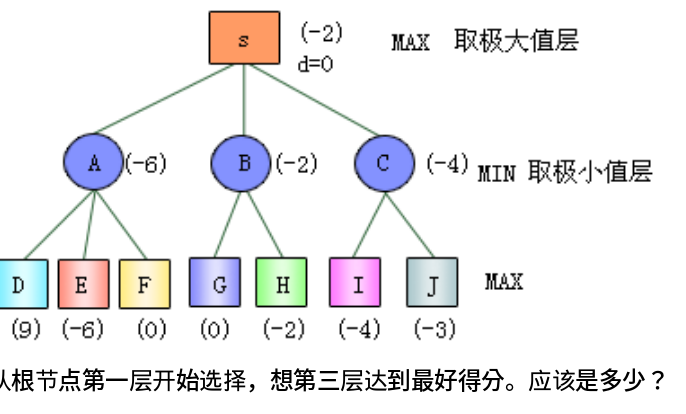 s (-2) MAX 取极大值层
d=0
A (-6) B (-2) C (-4) MIN 取极小值层
D E F G H I J MAX
(9) (-6) (0) (0) (-2) (-4) (-3)
从根节点第一层开始选择，想第三层达到最好得分。应该是多少？